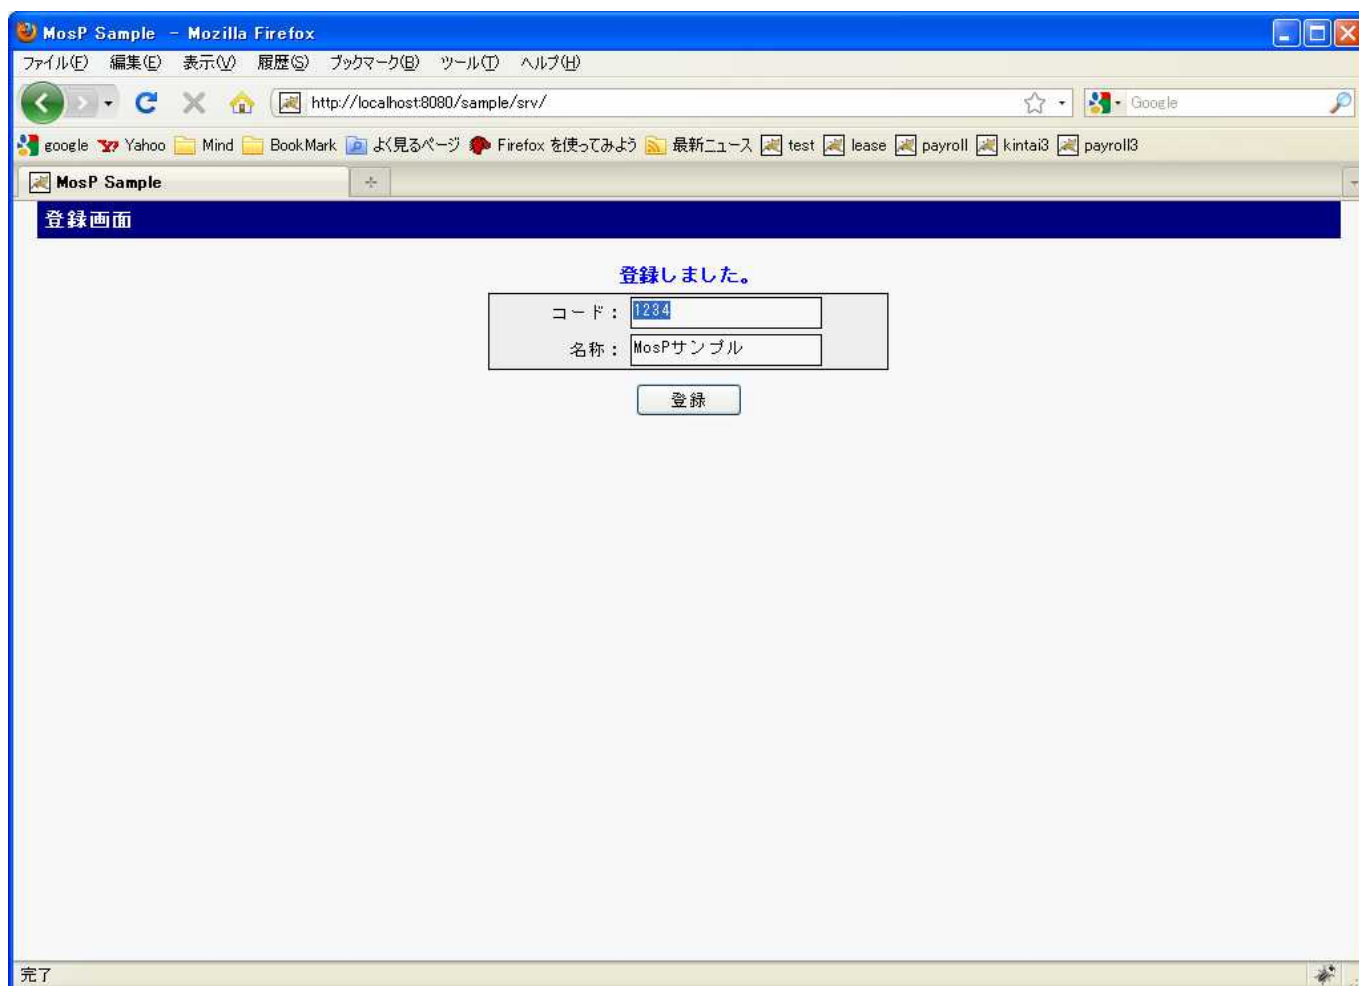 MosP Sample - Mozilla Firefox
ファイル(F) 編集(E) 表示(V) 履歴(S) ブックマーク(B) ツール(T) ヘルプ(H)
http://localhost:8080/sample/srv/ Google
google Yahoo Mind BookMark よく見るページ Firefox を使ってみよう 最新ニュース test lease payroll kintai3 payroll3
MosP Sample
登録画面
登録しました。
コード： 1234
名称： MosPサンプル
登録
完了